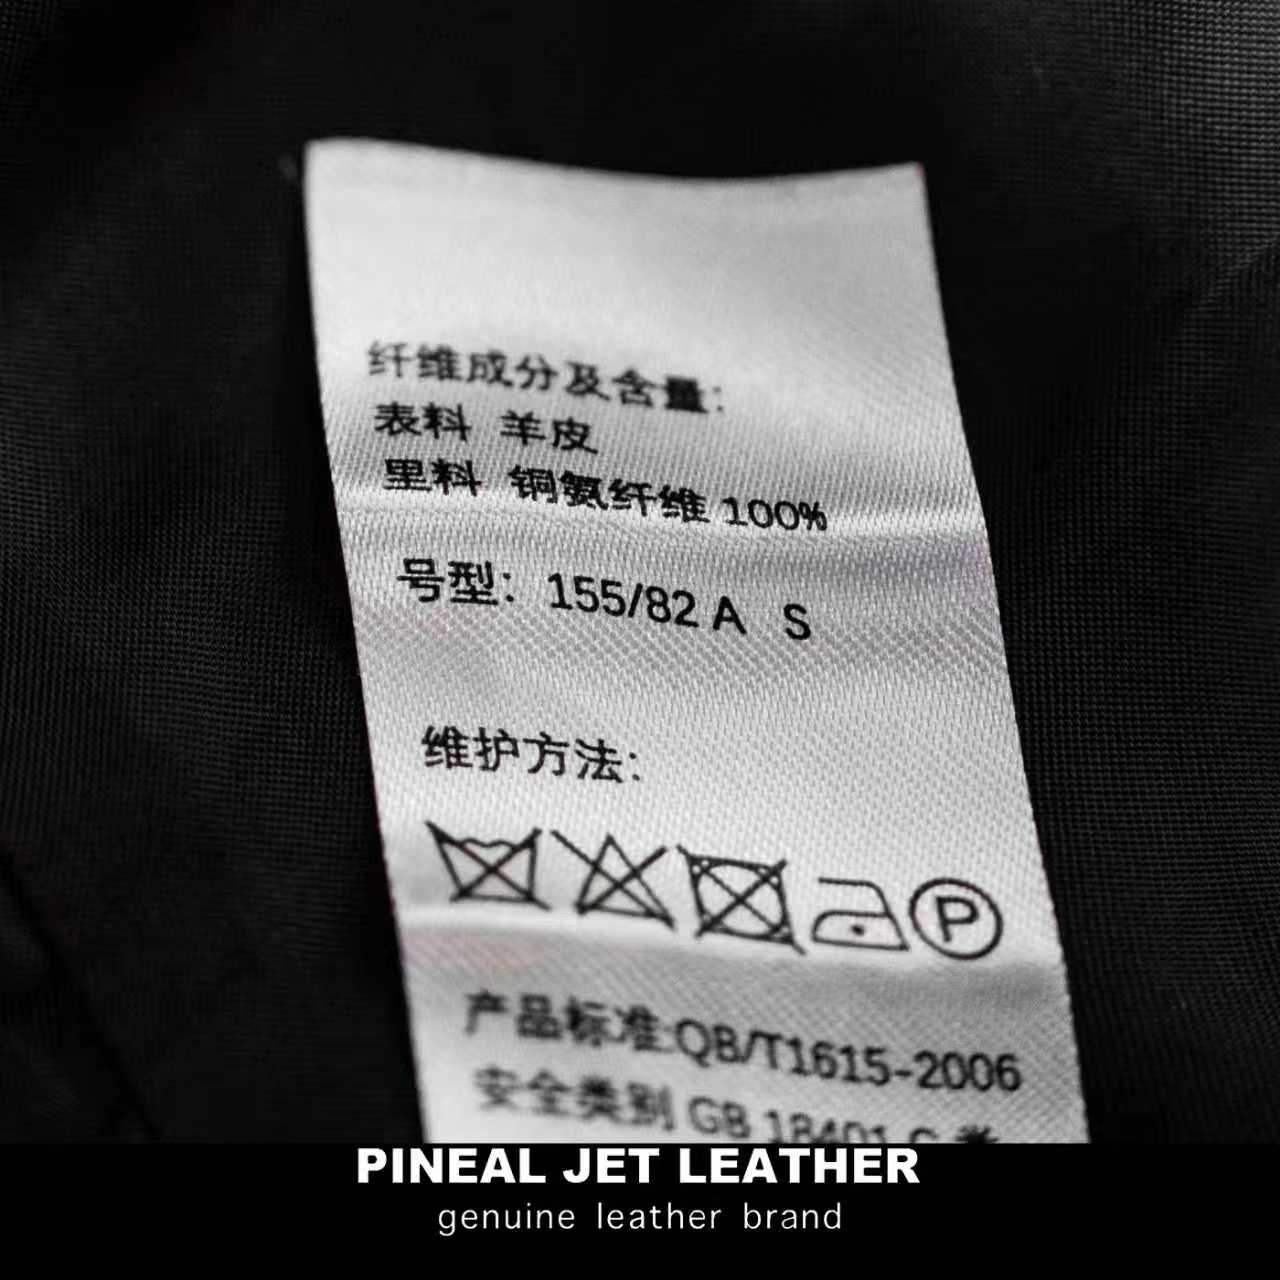 纤维成分及含量:
表料 羊皮
里料 铜氨纤维 100%
号型: 155/82 A S
维护方法:
P
产品标准:QB/T1615-2006
安全类别 GB 18401 C 类
PINEAL JET LEATHER
genuine leather brand